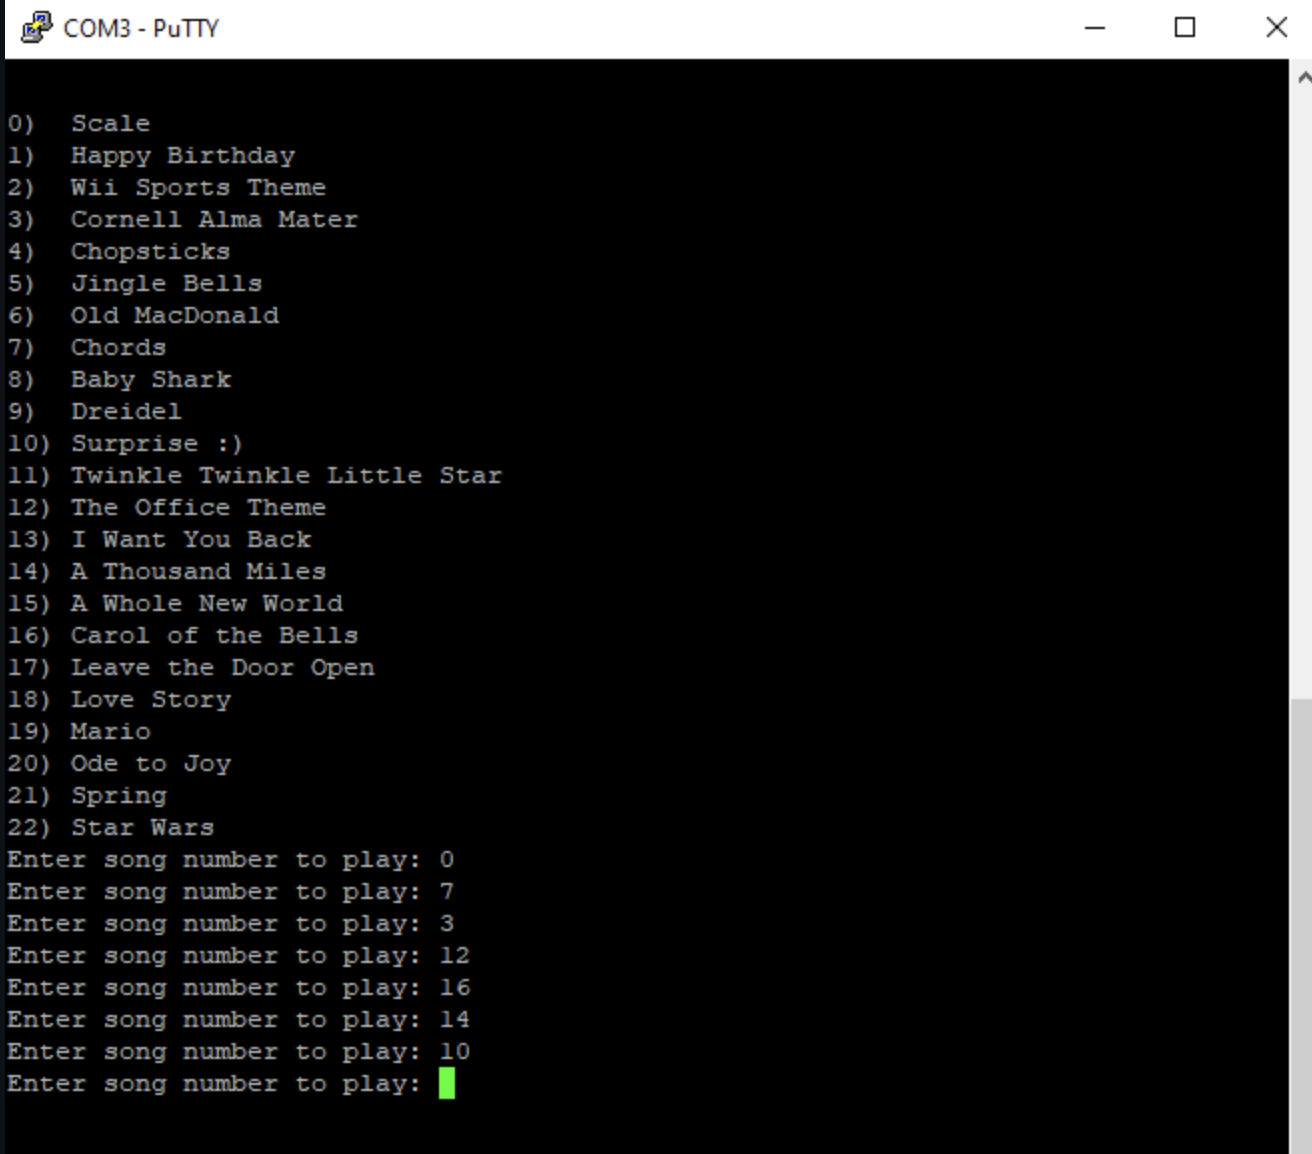 COM3 - PuTTY
0) Scale
1) Happy Birthday
2) Wii Sports Theme
3) Cornell Alma Mater
4) Chopsticks
5) Jingle Bells
6) Old MacDonald
7) Chords
8) Baby Shark
9) Dreidel
10) Surprise :)
11) Twinkle Twinkle Little Star
12) The Office Theme
13) I Want You Back
14) A Thousand Miles
15) A Whole New World
16) Carol of the Bells
17) Leave the Door Open
18) Love Story
19) Mario
20) Ode to Joy
21) Spring
22) Star Wars
Enter song number to play: 0
Enter song number to play: 7
Enter song number to play: 3
Enter song number to play: 12
Enter song number to play: 16
Enter song number to play: 14
Enter song number to play: 10
Enter song number to play: